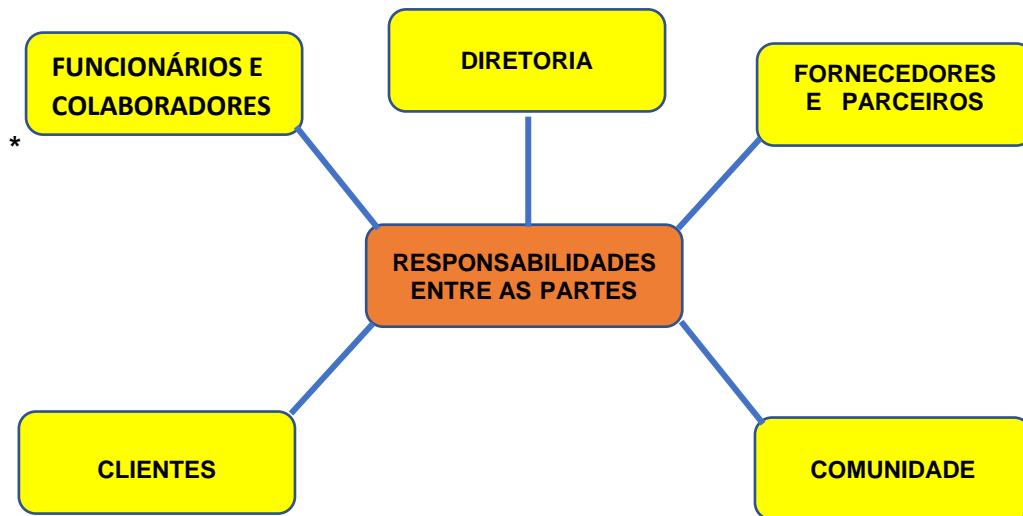 FUNCIONÁRIOS E
COLABORADORES
*
DIRETORIA
FORNECEDORES
E PARCEIROS
RESPONSABILIDADES
ENTRE AS PARTES
CLIENTES
COMUNIDADE